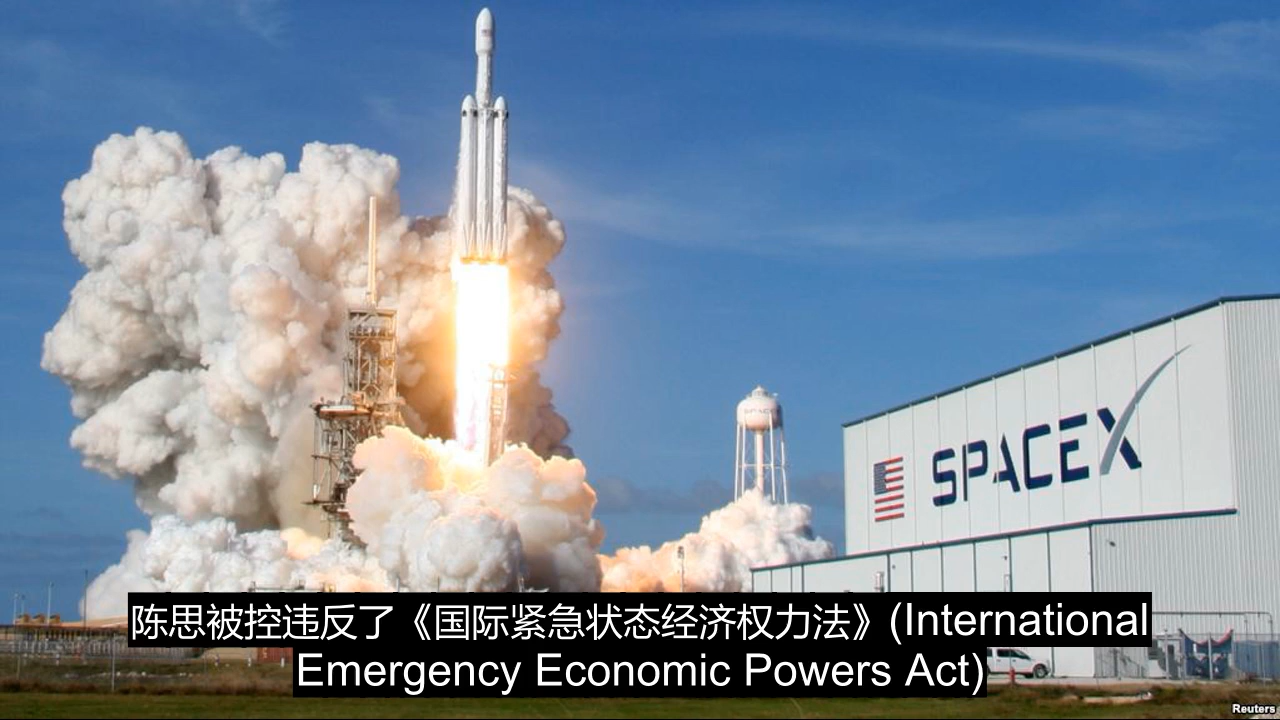 SPACEX
SPACEX
陈思被控违反了《国际紧急状态经济权力法》(International
Emergency Economic Powers Act)
Reuters